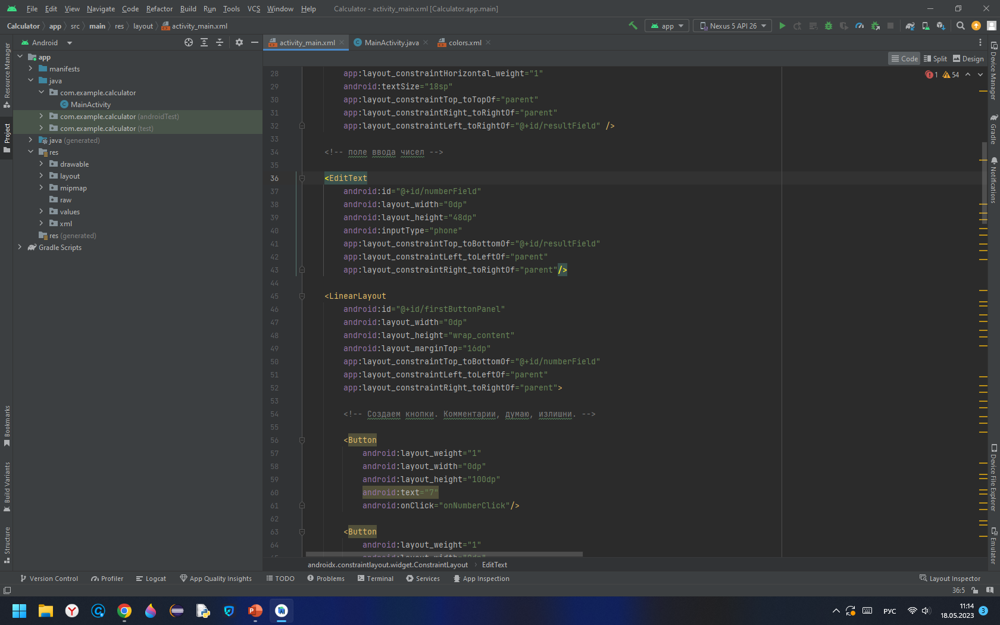 File Edit View Navigate Code Refactor Build Run Tools VCS Window Help Calculator - activity_main.xml [Calculator.app.main]
Calculator app src main res layout activity_main.xml app Nexus 5 API 26
Android
activity_main.xml MainActivity.java colors.xml
Code Split Design
1 54
Resource Manager
Project
Bookmarks
Build Variants
Structure
app
manifests
java
com.example.calculator
MainActivity
com.example.calculator (androidTest)
com.example.calculator (test)
java (generated)
res
drawable
layout
mipmap
raw
values
xml
res (generated)
Gradle Scripts
28 app:layout_constraintHorizontal_weight="1"
29 android:textSize="18sp"
30 app:layout_constraintTop_toTopOf="parent"
31 app:layout_constraintRight_toRightOf="parent"
32 app:layout_constraintLeft_toRightOf="@+id/resultField" />
33
34 <!-- поле ввода чисел -->
35
36 <EditText
37 android:id="@+id/numberField"
38 android:layout_width="0dp"
39 android:layout_height="48dp"
40 android:inputType="phone"
41 app:layout_constraintTop_toBottomOf="@+id/resultField"
42 app:layout_constraintLeft_toLeftOf="parent"
43 app:layout_constraintRight_toRightOf="parent"/>
44
45 <LinearLayout
46 android:id="@+id/firstButtonPanel"
47 android:layout_width="0dp"
48 android:layout_height="wrap_content"
49 android:layout_marginTop="16dp"
50 app:layout_constraintTop_toBottomOf="@+id/numberField"
51 app:layout_constraintLeft_toLeftOf="parent"
52 app:layout_constraintRight_toRightOf="parent">
53
54 <!-- Создаем кнопки. Комментарии, думаю, излишни. -->
55
56 <Button
57 android:layout_weight="1"
58 android:layout_width="0dp"
59 android:layout_height="100dp"
60 android:text="7"
61 android:onClick="onNumberClick"/>
62
63 <Button
64 android:layout_weight="1"
Device Manager
Gradle
Notifications
Device File Explorer
Emulator
androidx.constraintlayout.widget.ConstraintLayout EditText
Version Control Profiler Logcat App Quality Insights TODO Problems Terminal Services App Inspection Layout Inspector
36:5
РУС 11:14
18.05.2023 3